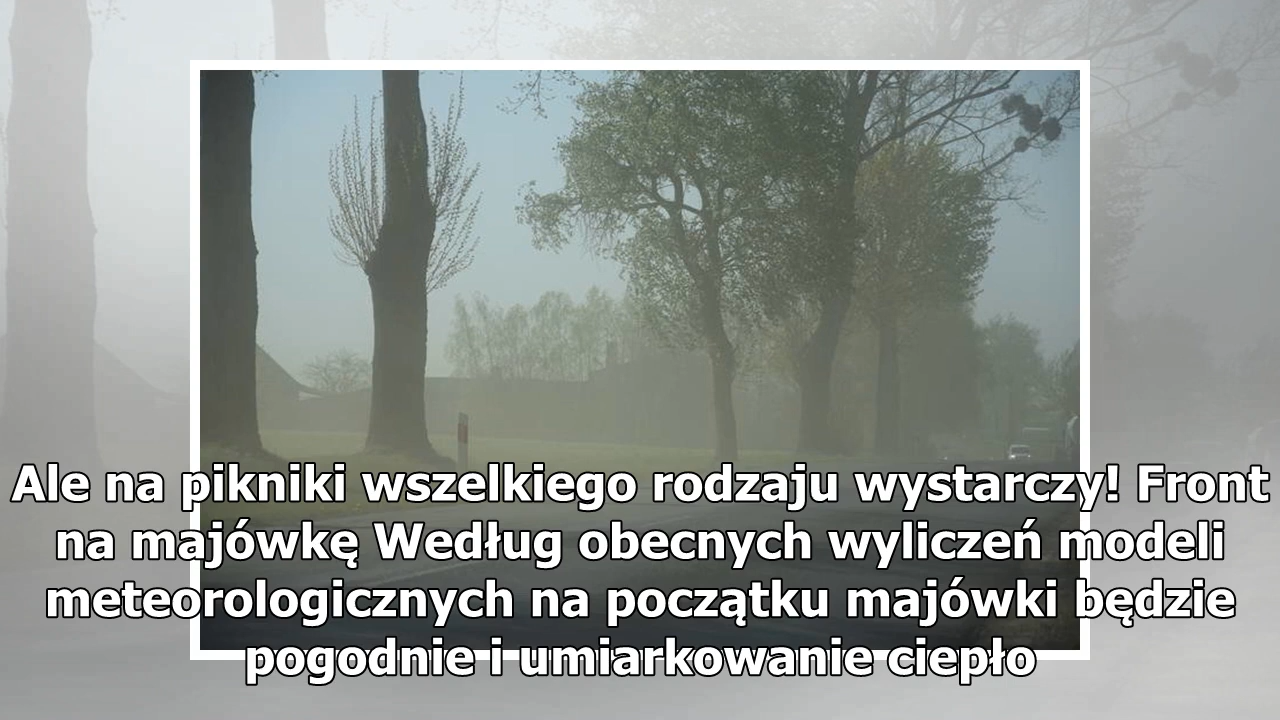 Ale na pikniki wszelkiego rodzaju wystarczy! Front
na majówkę Według obecnych wyliczeń modeli
meteorologicznych na początku majówki będzie
pogodnie i umiarkowanie ciepło